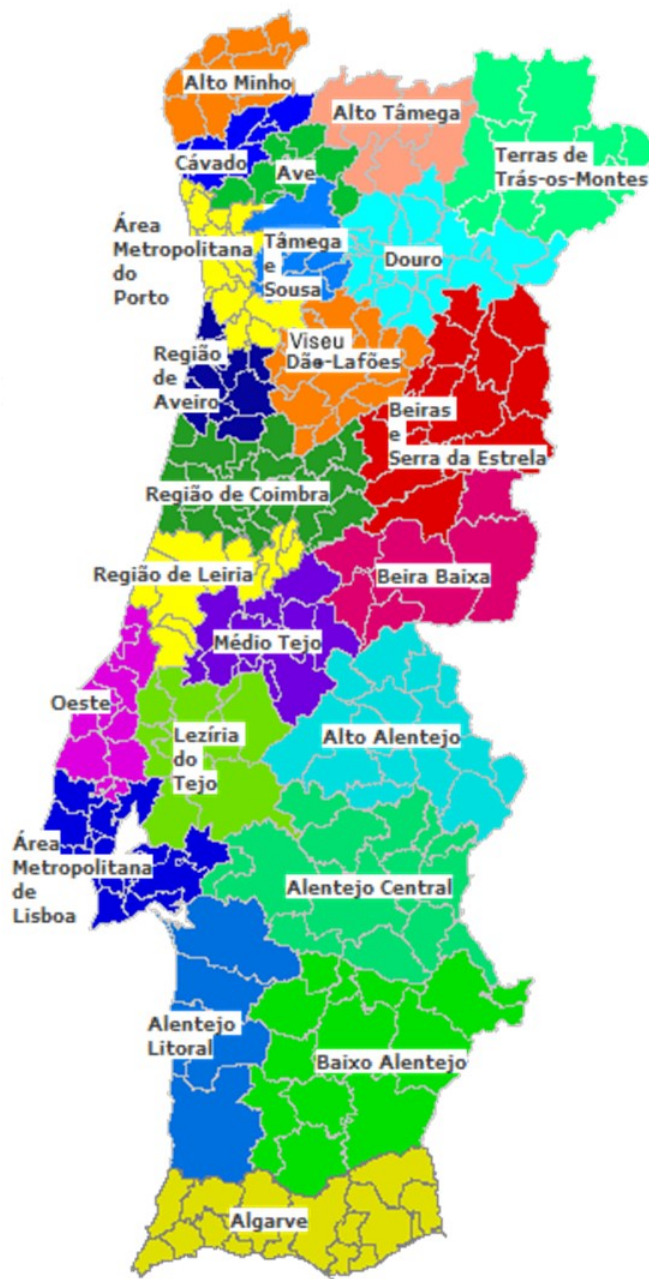 Alto Minho
Alto Tâmega
Cávado
Ave
Terras de
Trás-os-Montes
Área
Metropolitana
do
Porto
Tâmega
e
Sousa
Douro
Viseu
Dão-Lafões
Região
de
Aveiro
Beiras
e
Serra da Estrela
Região de Coimbra
Região de Leiria
Beira Baixa
Médio Tejo
Oeste
Lezíria
do
Tejo
Alto Alentejo
Área
Metropolitana
de
Lisboa
Alentejo Central
Alentejo
Litoral
Baixo Alentejo
Algarve